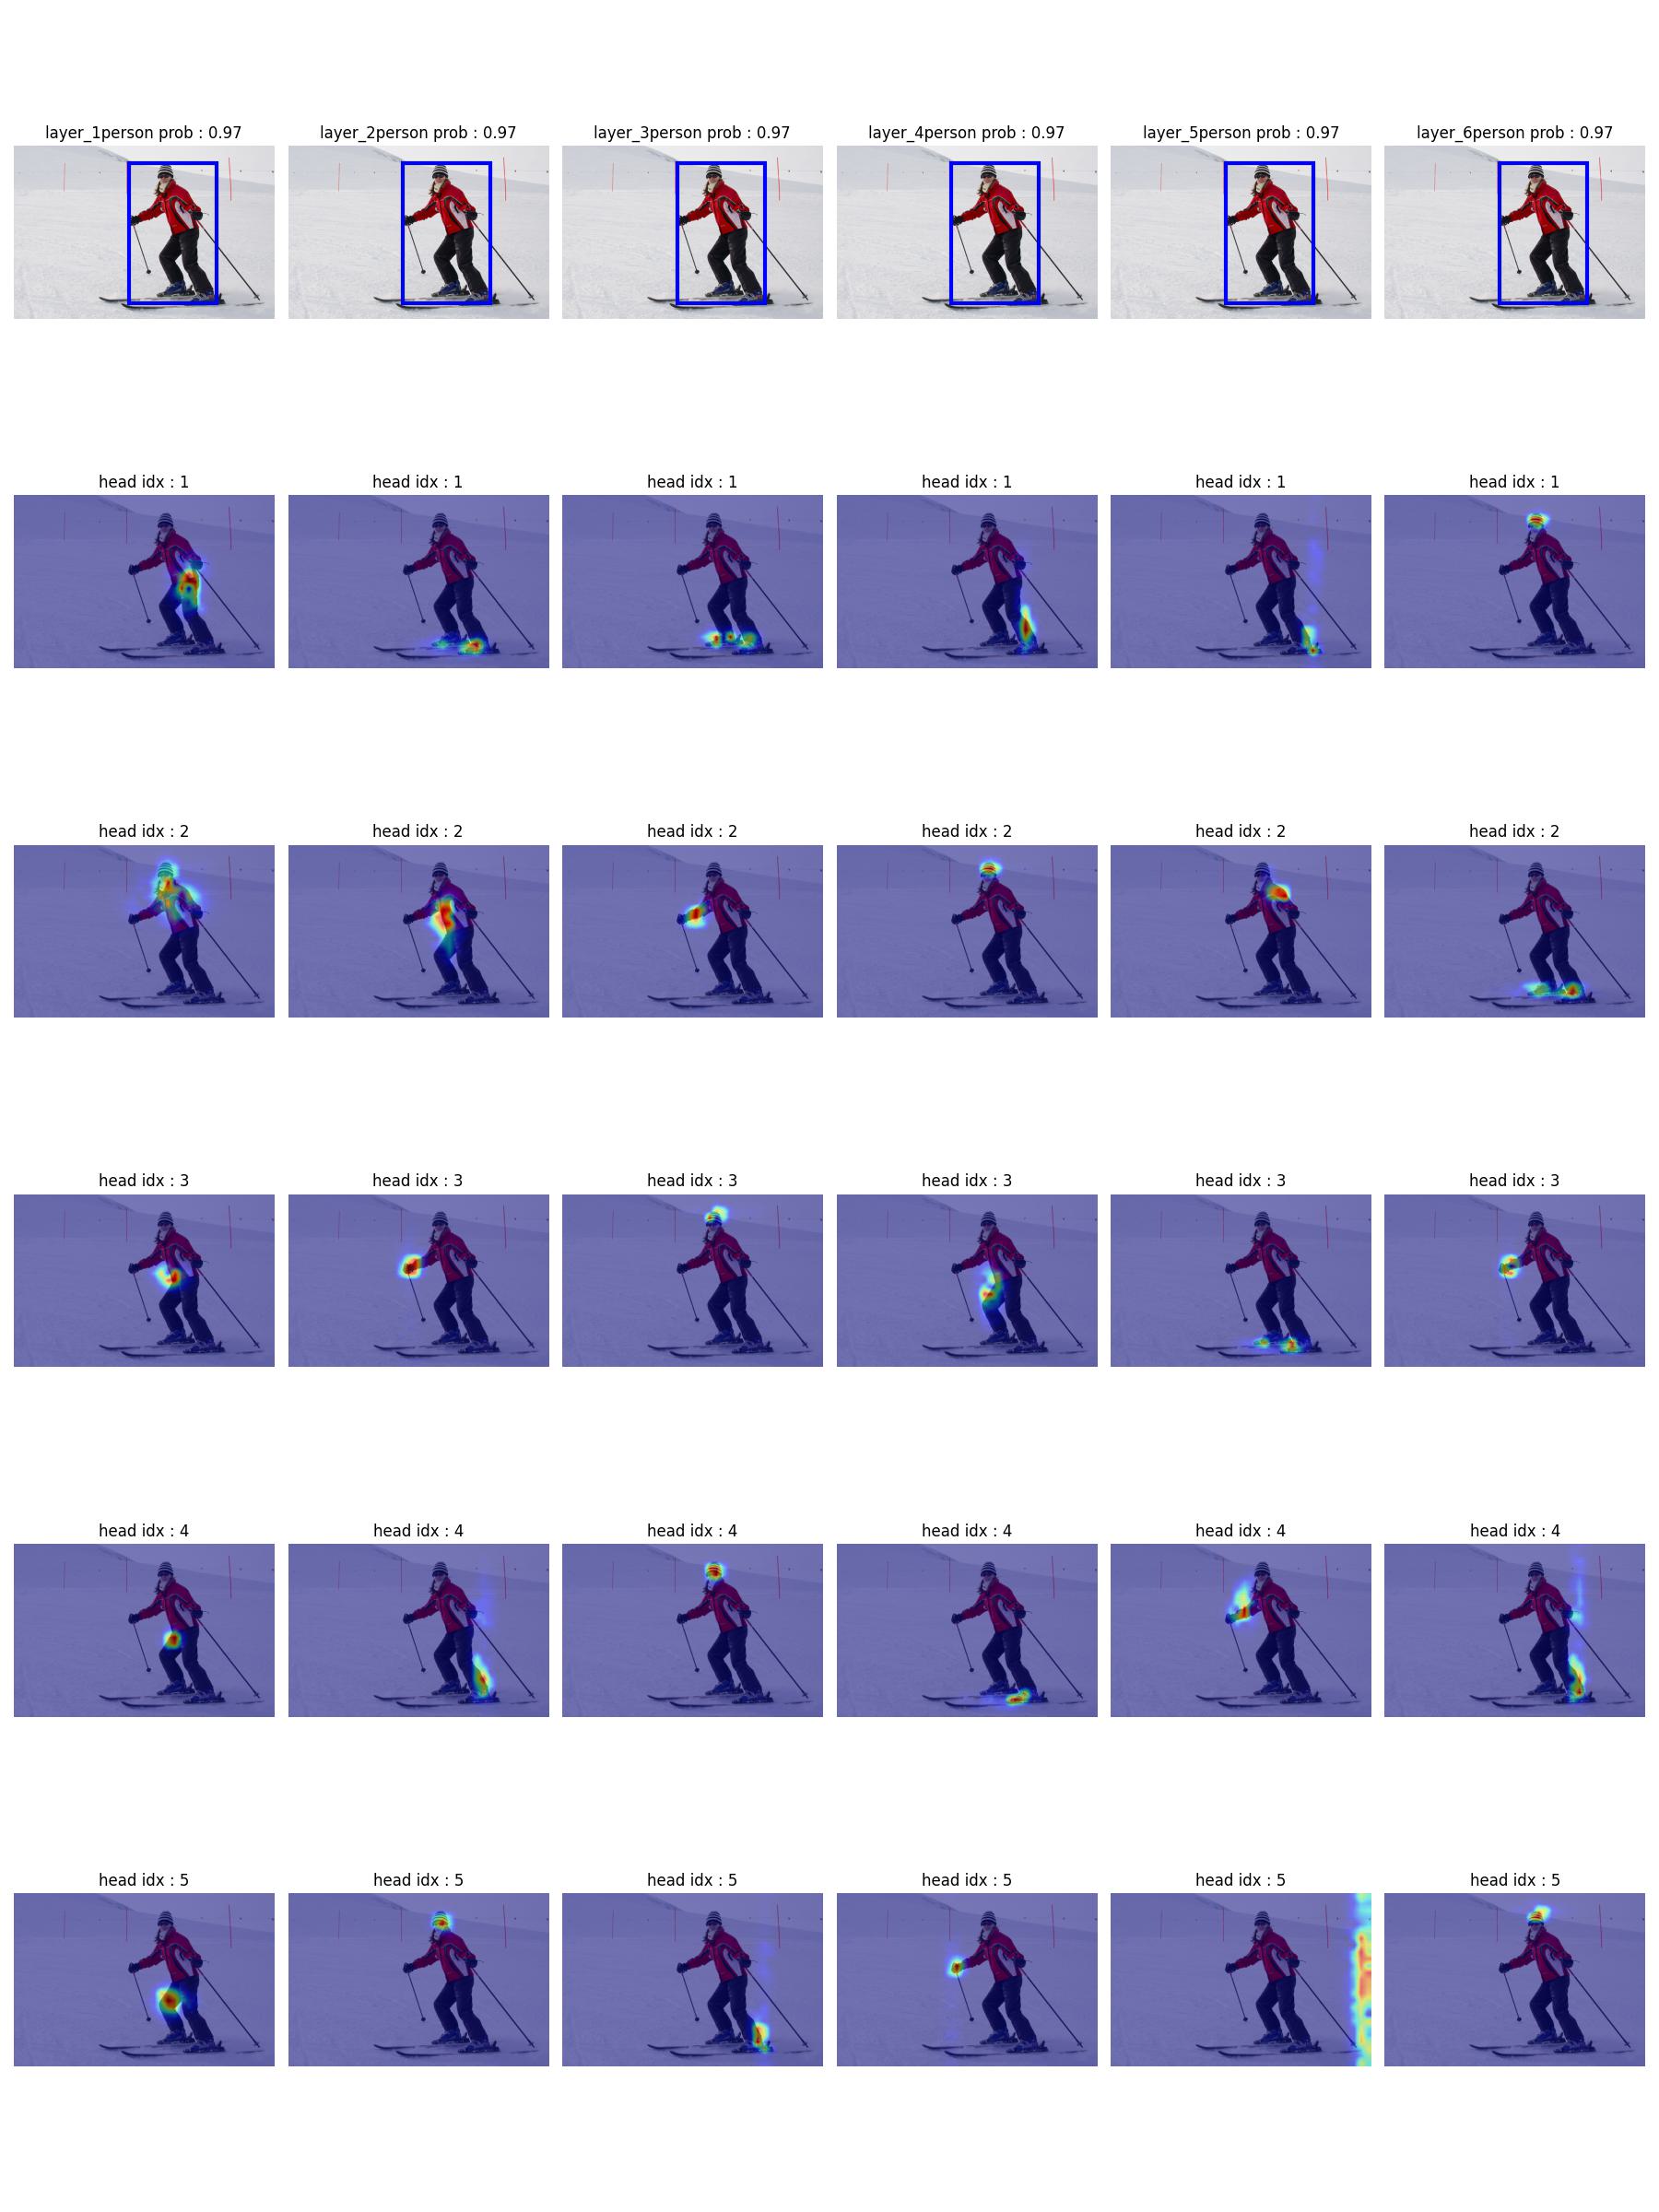 layer_1person prob : 0.97 layer_2person prob : 0.97 layer_3person prob : 0.97 layer_4person prob : 0.97 layer_5person prob : 0.97 layer_6person prob : 0.97
head idx : 1 head idx : 1 head idx : 1 head idx : 1 head idx : 1 head idx : 1
head idx : 2 head idx : 2 head idx : 2 head idx : 2 head idx : 2 head idx : 2
head idx : 3 head idx : 3 head idx : 3 head idx : 3 head idx : 3 head idx : 3
head idx : 4 head idx : 4 head idx : 4 head idx : 4 head idx : 4 head idx : 4
head idx : 5 head idx : 5 head idx : 5 head idx : 5 head idx : 5 head idx : 5